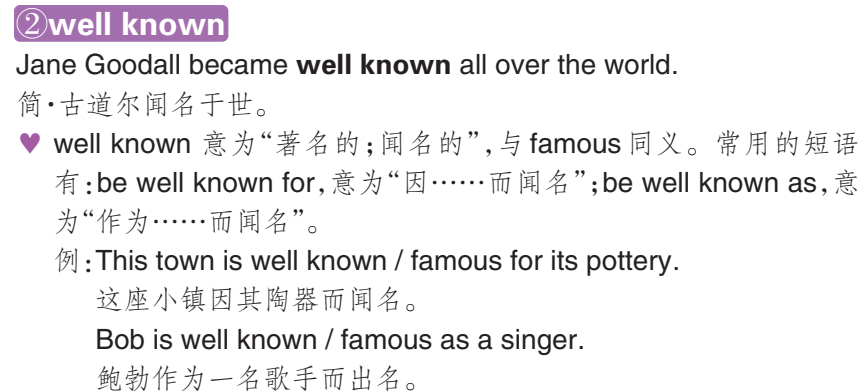 ②well known
Jane Goodall became well known all over the world.
简·古道尔闻名于世。
♥ well known 意为“著名的;闻名的”,与 famous 同义。常用的短语
有:be well known for,意为“因……而闻名”;be well known as,意
为“作为……而闻名”。
例:This town is well known / famous for its pottery.
这座小镇因其陶器而闻名。
Bob is well known / famous as a singer.
鲍勃作为一名歌手而出名。